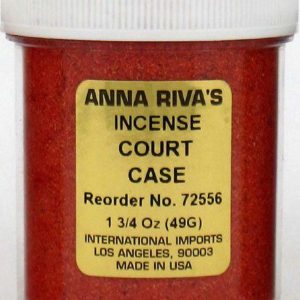 ANNA RIVA'S
INCENSE
COURT
CASE
Reorder No. 72556
1 3/4 Oz (49G)
INTERNATIONAL IMPORTS
LOS ANGELES, 90003
MADE IN USA